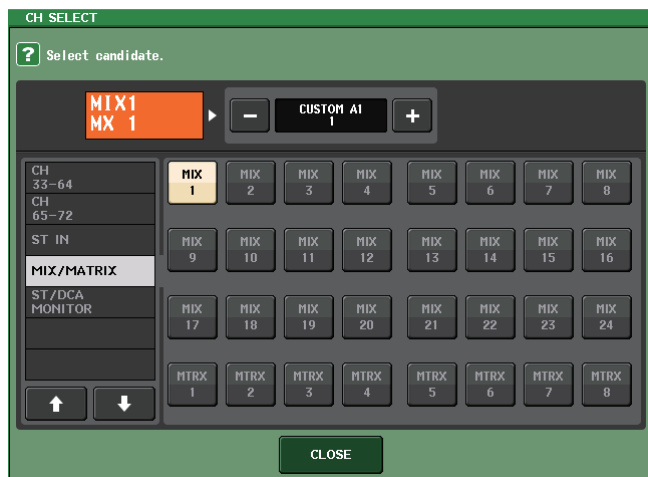 CH SELECT
? Select candidate.
MIX1
MX 1
CUSTOM A1
1
− +
CH
33-64
CH
65-72
ST IN
MIX/MATRIX
ST/DCA
MONITOR
MIX MIX MIX MIX MIX MIX MIX MIX
1 2 3 4 5 6 7 8
MIX MIX MIX MIX MIX MIX MIX MIX
9 10 11 12 13 14 15 16
MIX MIX MIX MIX MIX MIX MIX MIX
17 18 19 20 21 22 23 24
MTRX MTRX MTRX MTRX MTRX MTRX MTRX MTRX
1 2 3 4 5 6 7 8
CLOSE